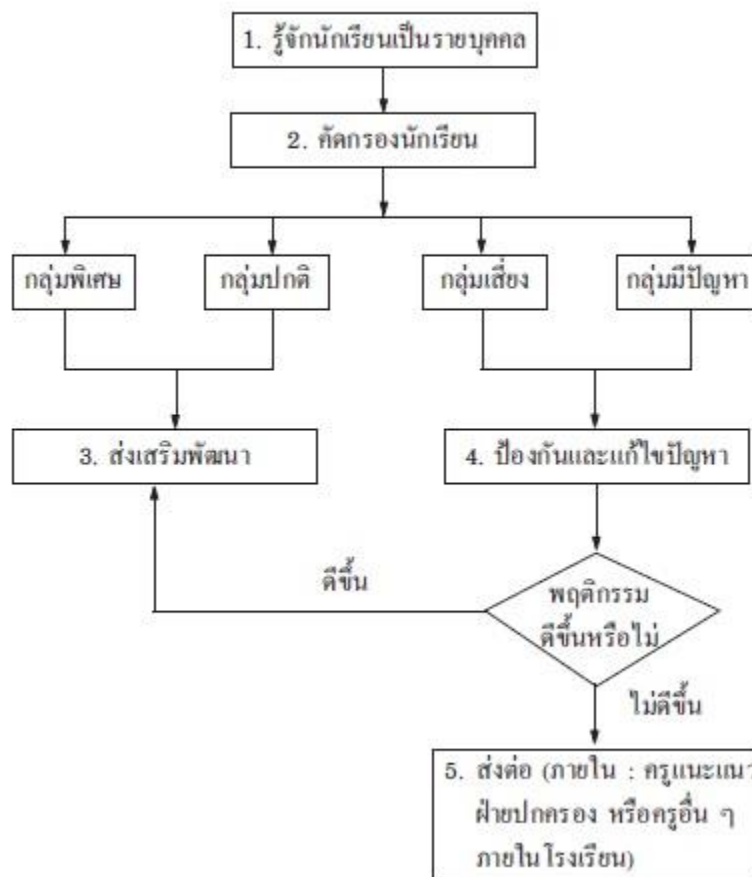 1. รู้จักนักเรียนเป็นรายบุคคล
2. คัดกรองนักเรียน
กลุ่มพิเศษ
กลุ่มปกติ
กลุ่มเสี่ยง
กลุ่มมีปัญหา
3. ส่งเสริมพัฒนา
4. ป้องกันและแก้ไขปัญหา
ดีขึ้น
พฤติกรรม
ดีขึ้นหรือไม่
ไม่ดีขึ้น
5. ส่งต่อ (ภายใน : ครูแนะแนว
ฝ่ายปกครอง หรือครูอื่น ๆ
ภายในโรงเรียน)